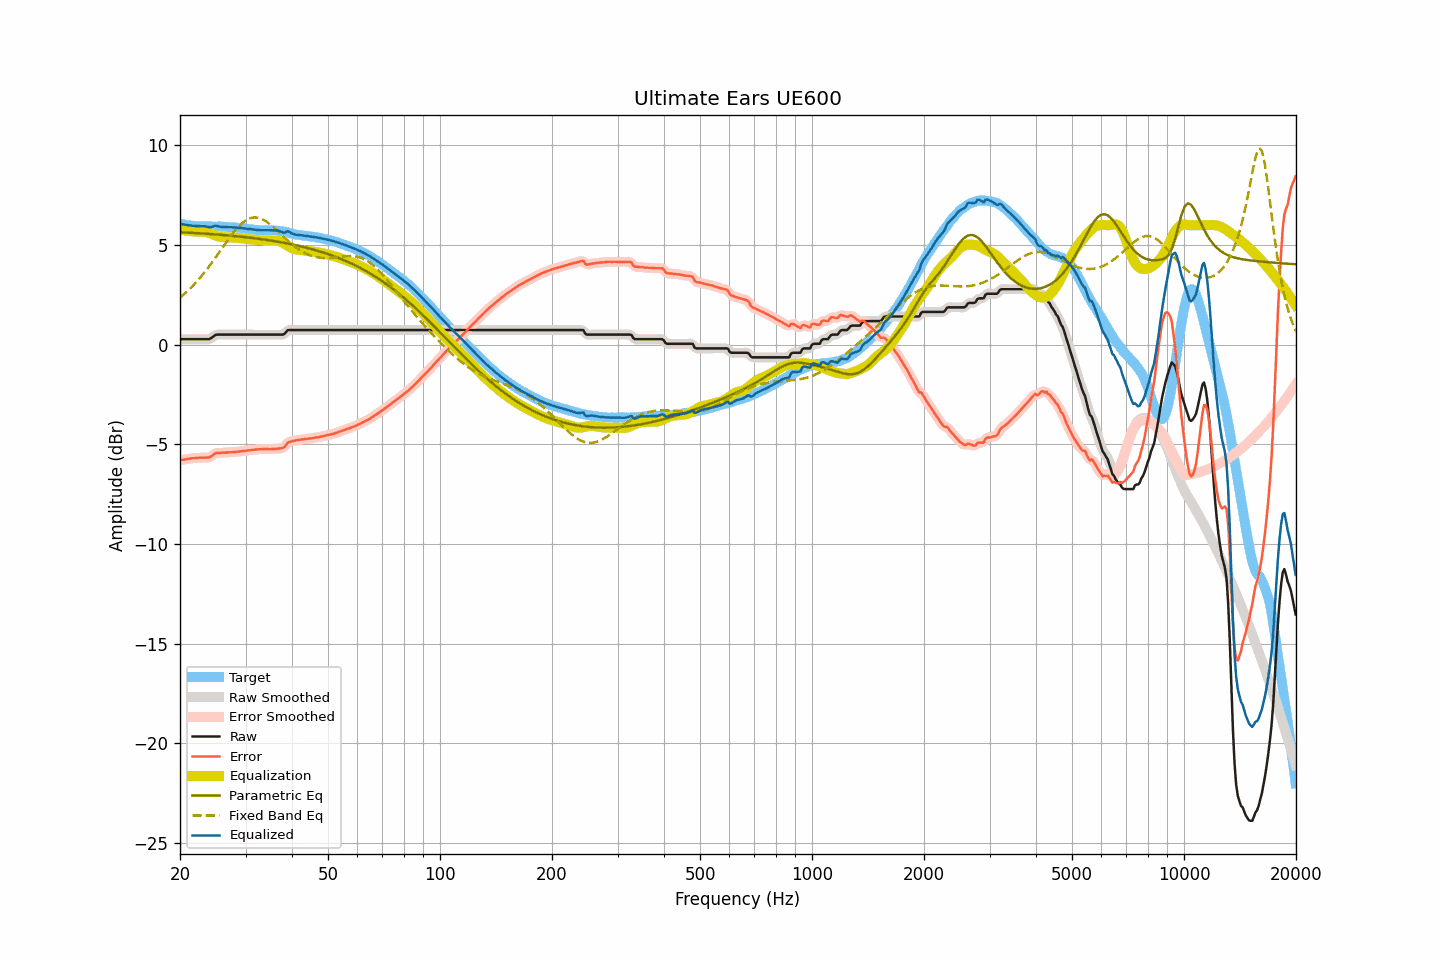 Ultimate Ears UE600
10
5
0
−5
−10
−15
−20
−25
Amplitude (dBr)
Target
Raw Smoothed
Error Smoothed
Raw
Error
Equalization
Parametric Eq
Fixed Band Eq
Equalized
20 50 100 200 500 1000 2000 5000 10000 20000
Frequency (Hz)